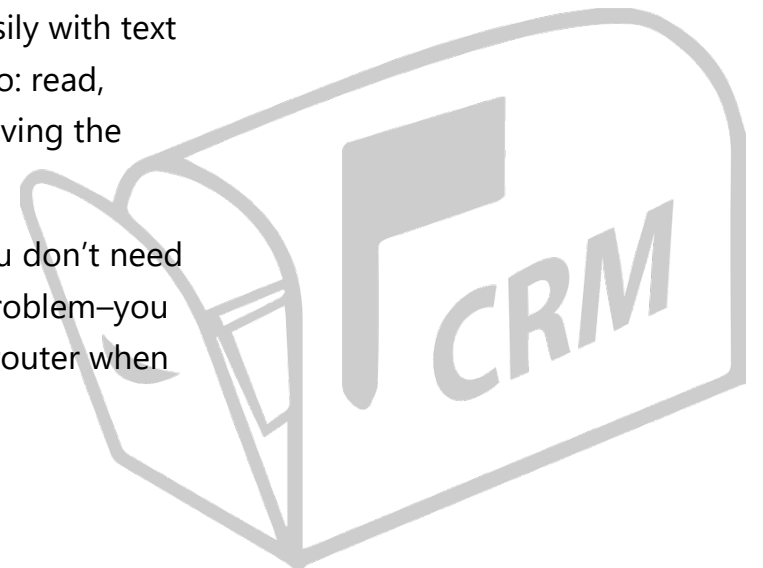 sily with text
o: read,
ving the
u don’t need
roblem–you
outer when
CRM